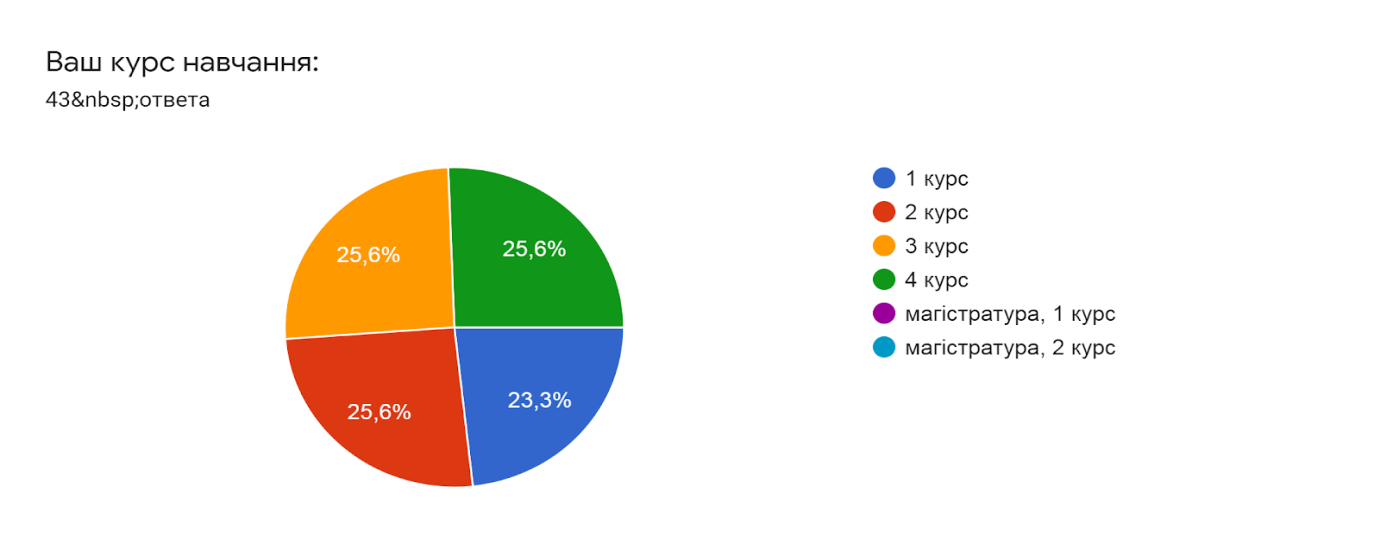 Ваш курс навчання:
43&nbsp;ответа
25,6%
25,6%
25,6%
23,3%
1 курс
2 курс
3 курс
4 курс
магістратура, 1 курс
магістратура, 2 курс